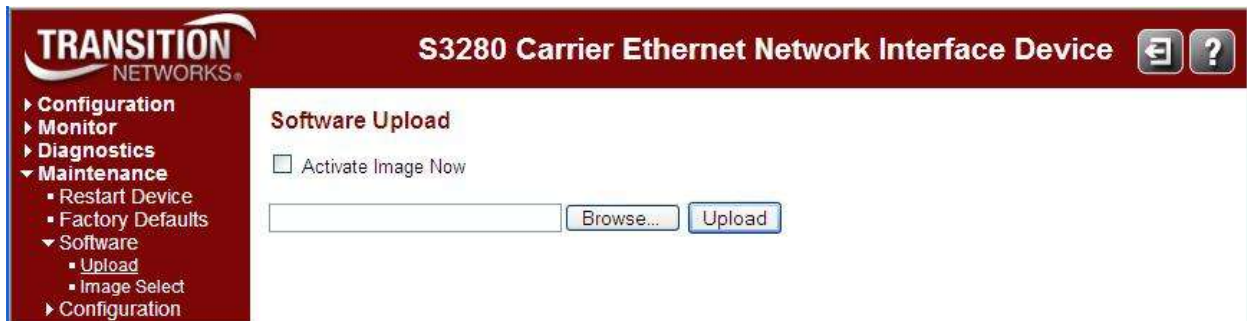 TRANSITION
NETWORKS®
S3280 Carrier Ethernet Network Interface Device
?
Configuration
Monitor
Diagnostics
Maintenance
Restart Device
Factory Defaults
Software
Upload
Image Select
Configuration
Software Upload
Activate Image Now
Browse... Upload